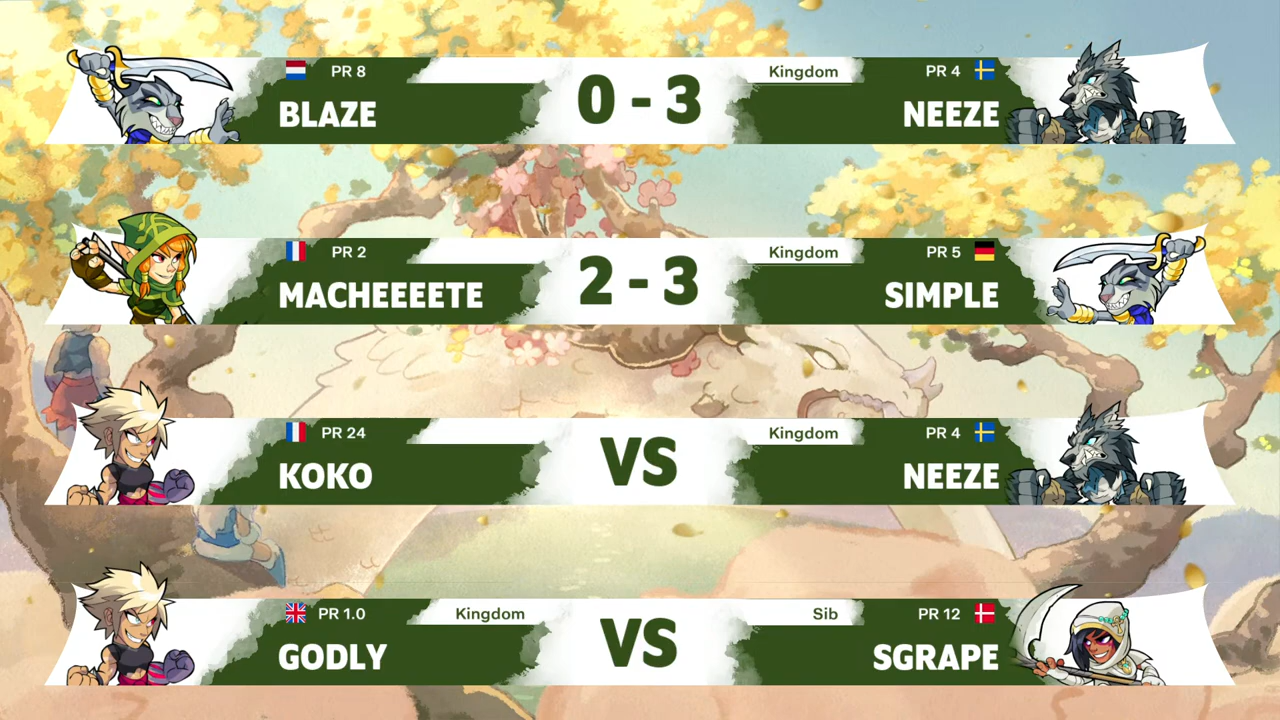 PR 8
BLAZE
0 - 3
Kingdom
PR 4
NEEZE
PR 2
MACHEEEETE
2 - 3
Kingdom
PR 5
SIMPLE
PR 24
KOKO
VS
Kingdom
PR 4
NEEZE
PR 1.0
Kingdom
GODLY
VS
Sib
PR 12
SGRAPE